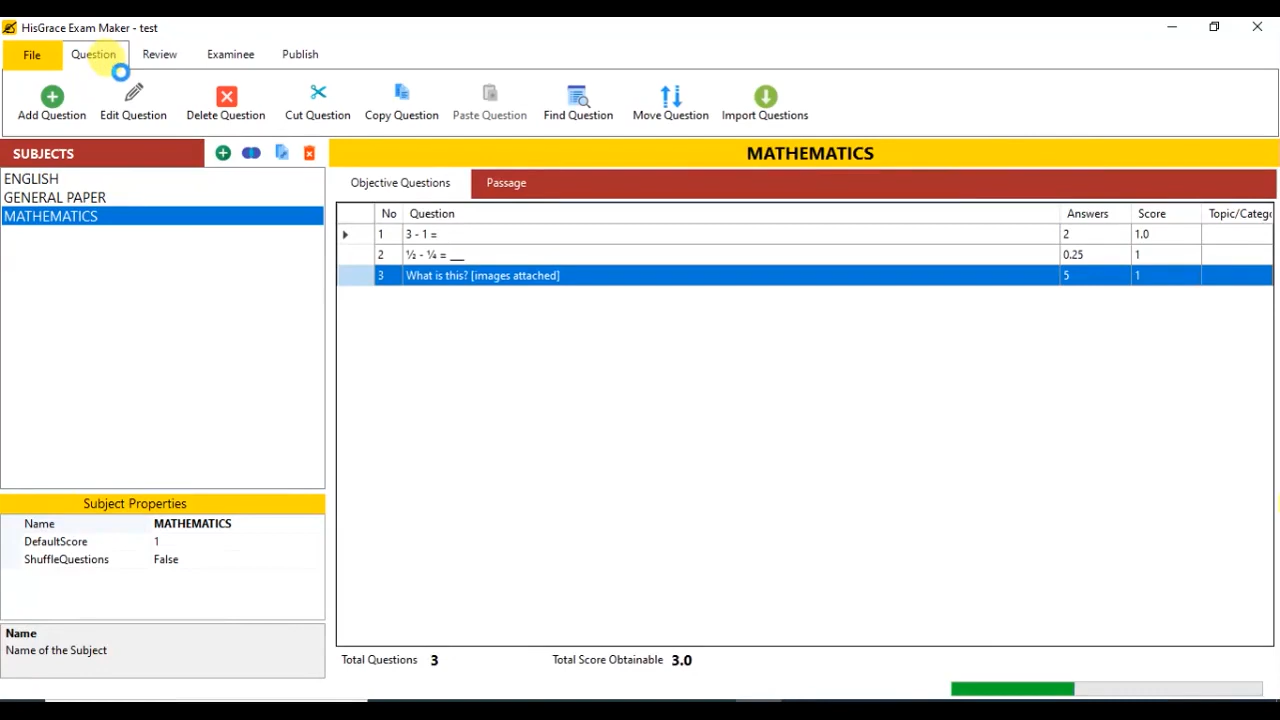 HisGrace Exam Maker - test
File Question Review Examinee Publish
Add Question Edit Question Delete Question Cut Question Copy Question Paste Question Find Question Move Question Import Questions
SUBJECTS
MATHEMATICS
ENGLISH
GENERAL PAPER
MATHEMATICS
Objective Questions Passage
No Question Answers Score Topic/Catego
1 3 - 1 = 2 1.0
2 ½ - ¼ = __ 0.25 1
3 What is this? [images attached] 5 1
Subject Properties
Name MATHEMATICS
DefaultScore 1
ShuffleQuestions False
Name
Name of the Subject
Total Questions 3 Total Score Obtainable 3.0